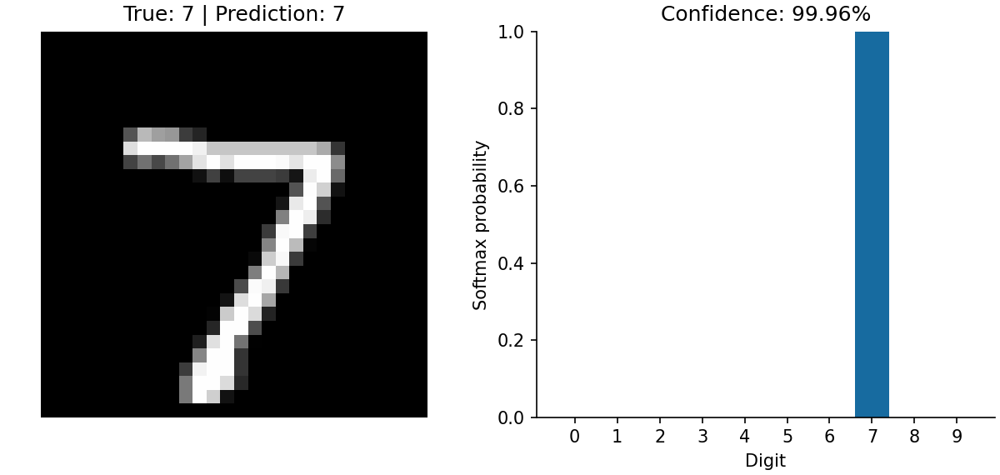 True: 7 | Prediction: 7
7
Confidence: 99.96%
Softmax probability
1.0
0.8
0.6
0.4
0.2
0.0
0 1 2 3 4 5 6 7 8 9
Digit